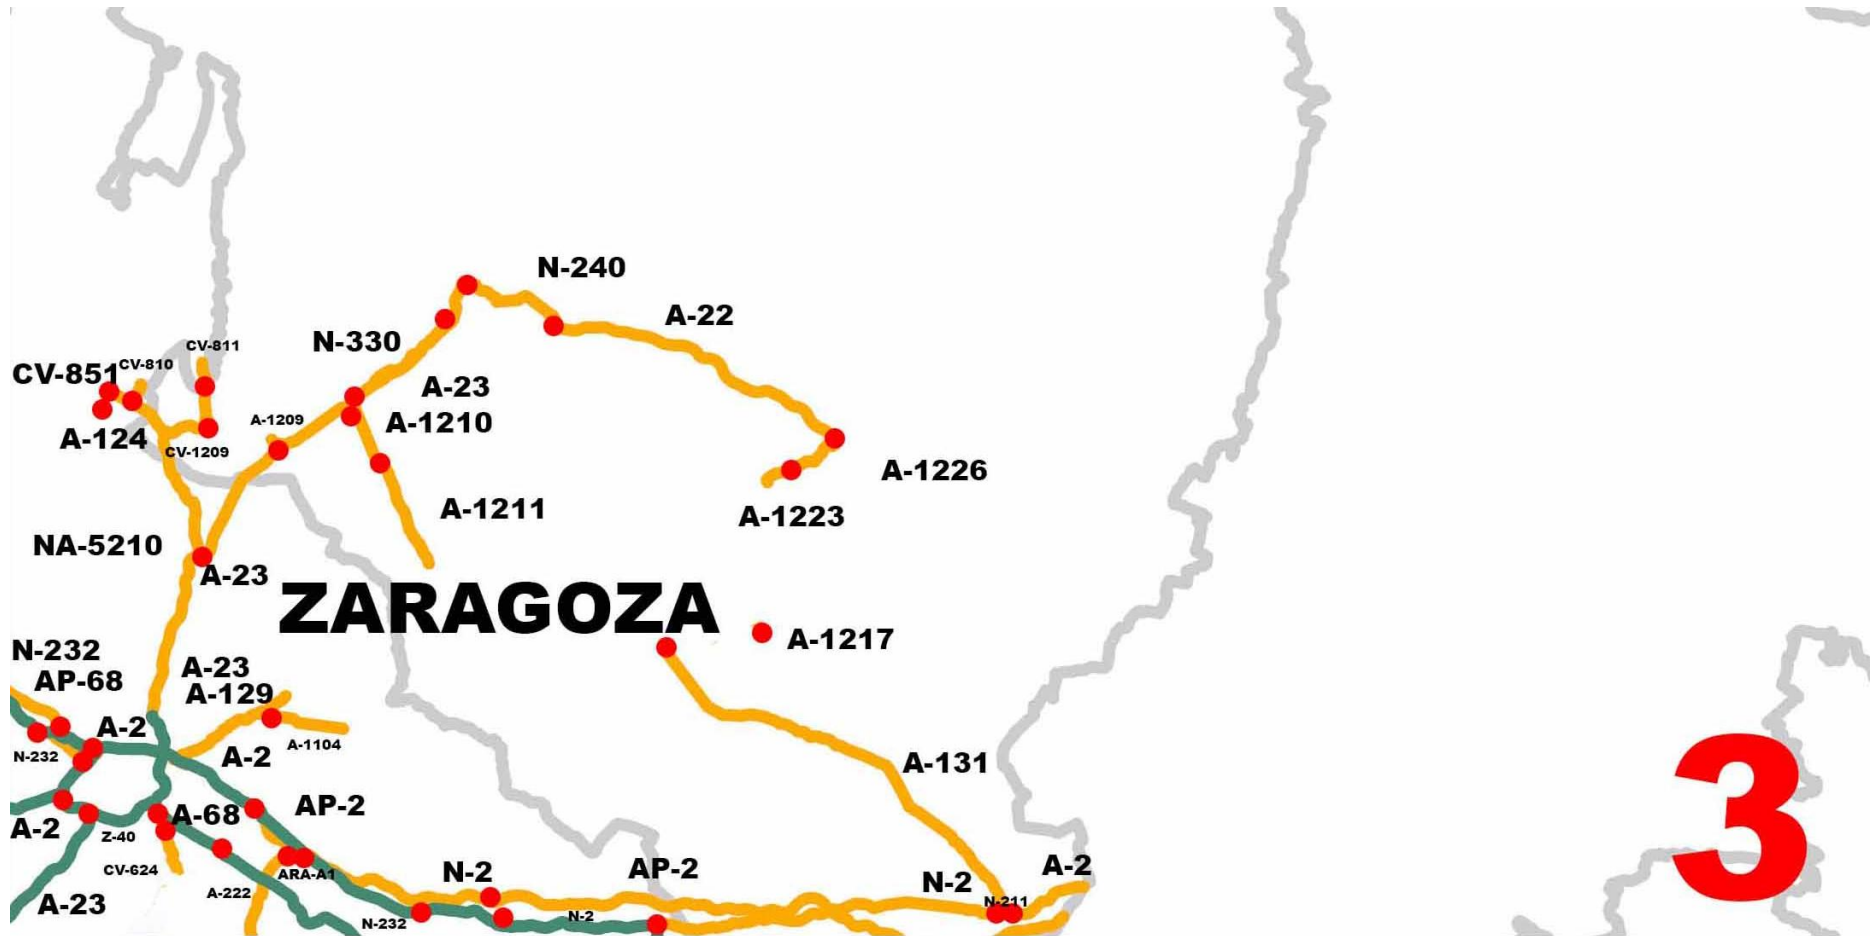 N-240
A-22
N-330
CV-811
CV-810
CV-851
A-23
A-1209
A-1210
A-124
CV-1209
A-1226
A-1211
A-1223
NA-5210
A-23
ZARAGOZA
A-1217
N-232
A-23
AP-68
A-129
A-2
A-1104
N-232
A-2
A-131
AP-2
A-68
A-2
Z-40
CV-624
ARA-A1
N-2
AP-2
A-2
N-2
A-222
N-211
A-23
N-232
N-2
3